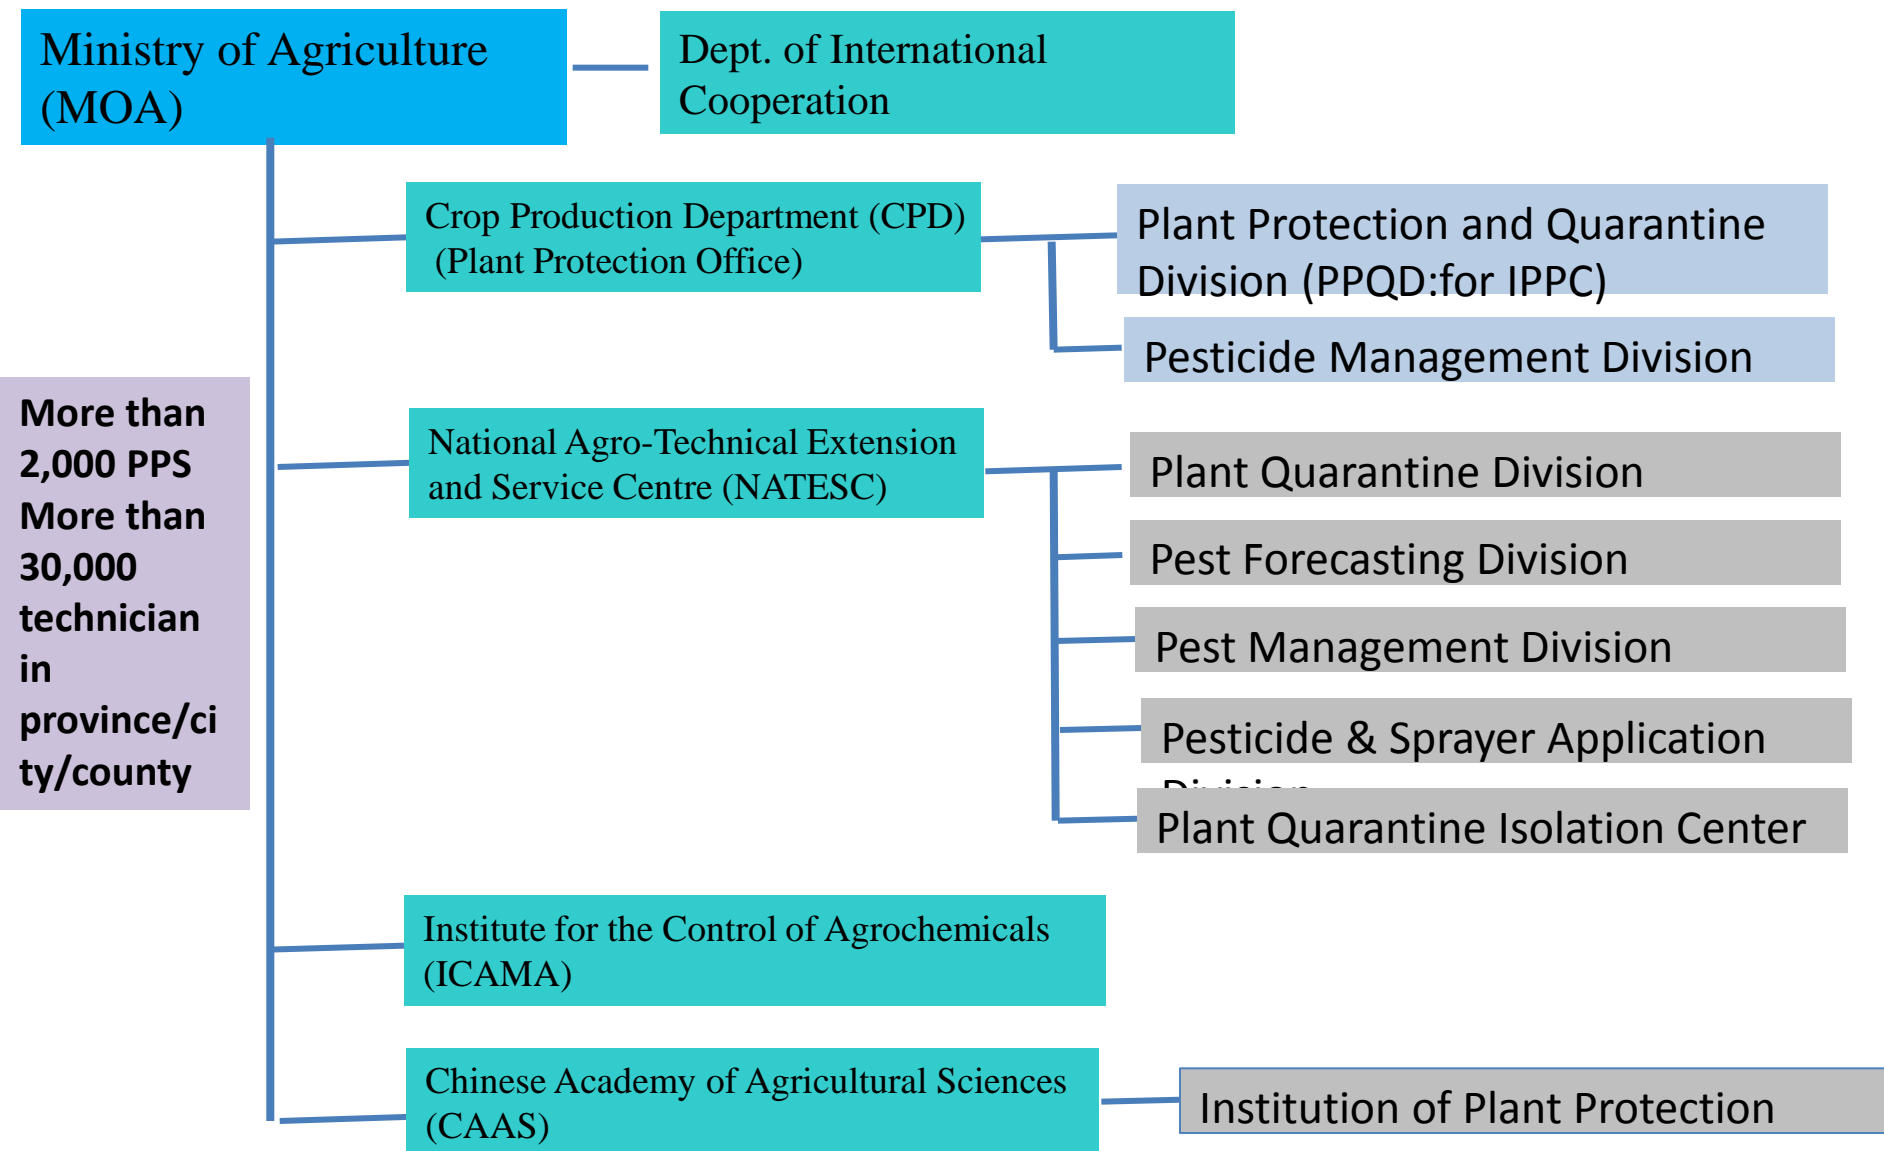 Ministry of Agriculture
(MOA)
Dept. of International
Cooperation
Crop Production Department (CPD)
(Plant Protection Office)
Plant Protection and Quarantine
Division (PPQD:for IPPC)
Pesticide Management Division
More than
2,000 PPS
More than
30,000
technician
in
province/ci
ty/county
National Agro-Technical Extension
and Service Centre (NATESC)
Plant Quarantine Division
Pest Forecasting Division
Pest Management Division
Pesticide & Sprayer Application
Division
Plant Quarantine Isolation Center
Institute for the Control of Agrochemicals
(ICAMA)
Chinese Academy of Agricultural Sciences
(CAAS)
Institution of Plant Protection